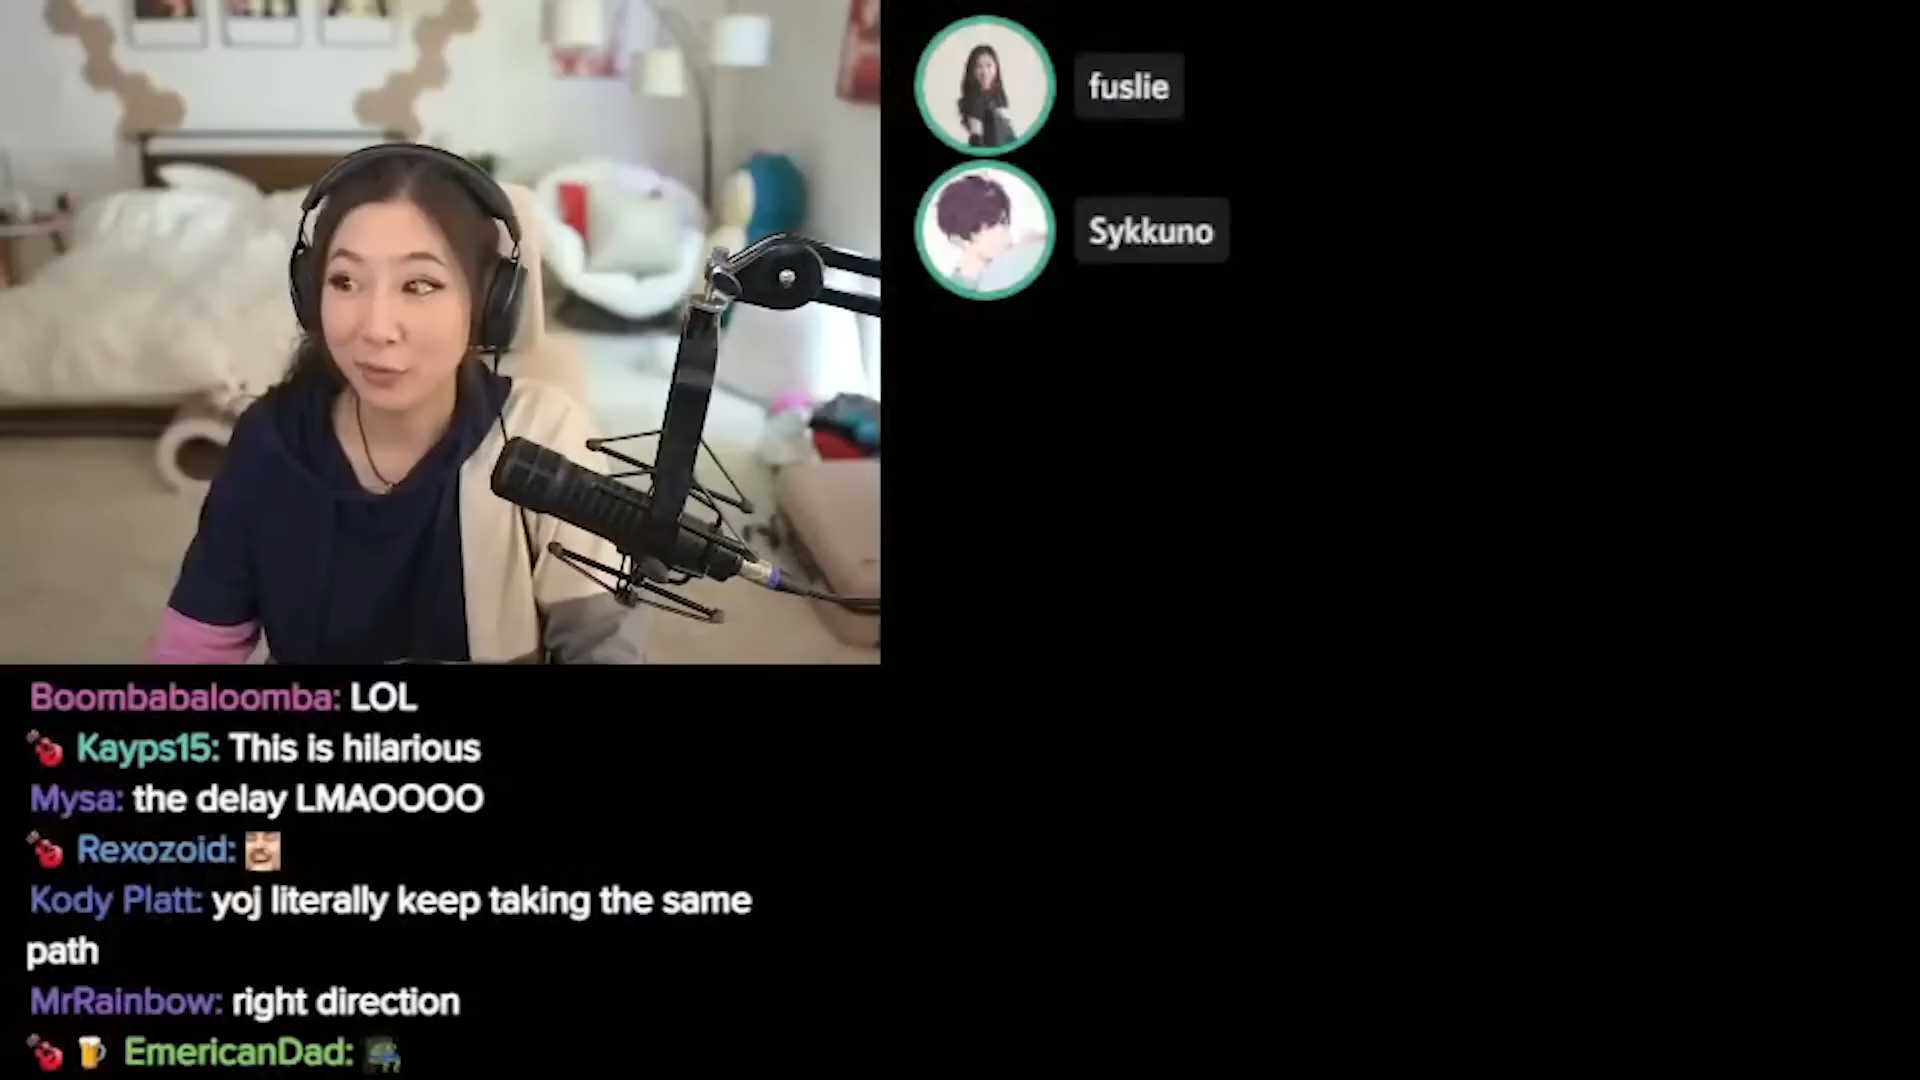 fuslie
Sykkuno
Boombabaloomba: LOL
Kayps15: This is hilarious
Mysa: the delay LMAOOOO
Rexozoid:
Kody Platt: yoj literally keep taking the same
path
MrRainbow: right direction
EmericanDad: